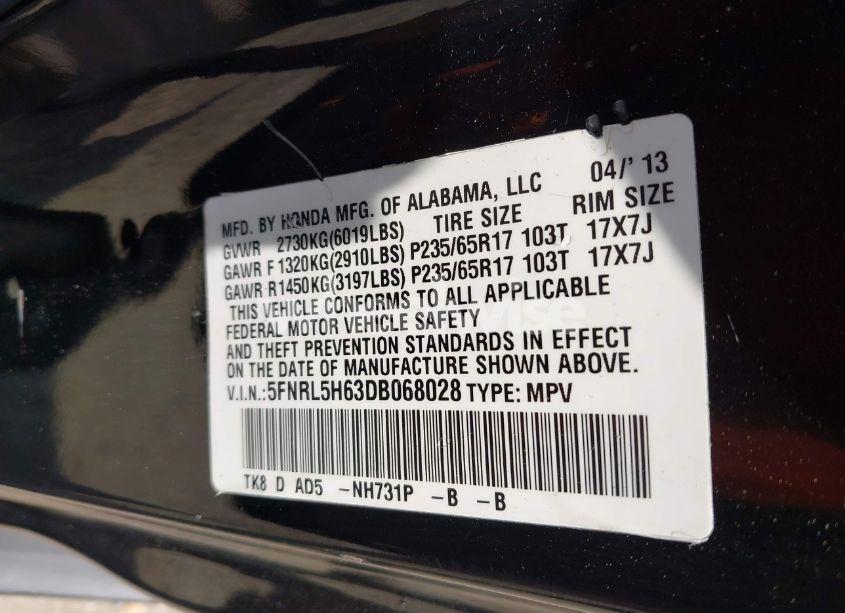 MFD. BY HONDA MFG. OF ALABAMA, LLC 04/' 13
GVWR 2730KG(6019LBS) TIRE SIZE RIM SIZE
GAWR F 1320KG(2910LBS) P235/65R17 103T 17X7J
GAWR R1450KG(3197LBS) P235/65R17 103T 17X7J
THIS VEHICLE CONFORMS TO ALL APPLICABLE
FEDERAL MOTOR VEHICLE SAFETY
AND THEFT PREVENTION STANDARDS IN EFFECT
ON THE DATE OF MANUFACTURE SHOWN ABOVE.
V.I.N.: 5FNRL5H63DB068028 TYPE: MPV
TK8 D AD5 -NH731P -B -B